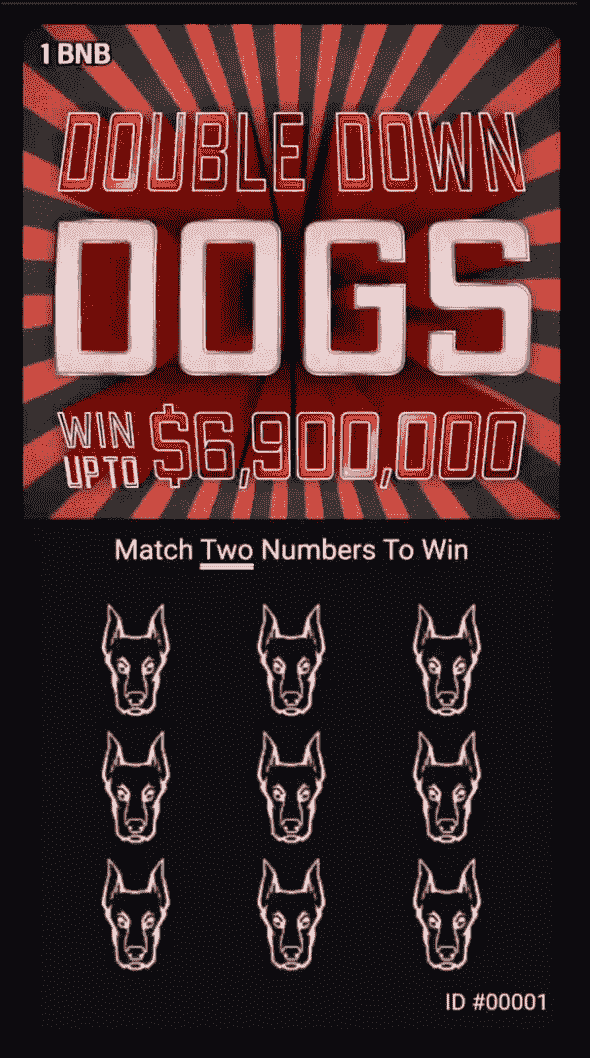 1 BNB
DOUBLE DOWN
DOGS
WIN
UP TO
$6,900,000
Match Two Numbers To Win
ID #00001